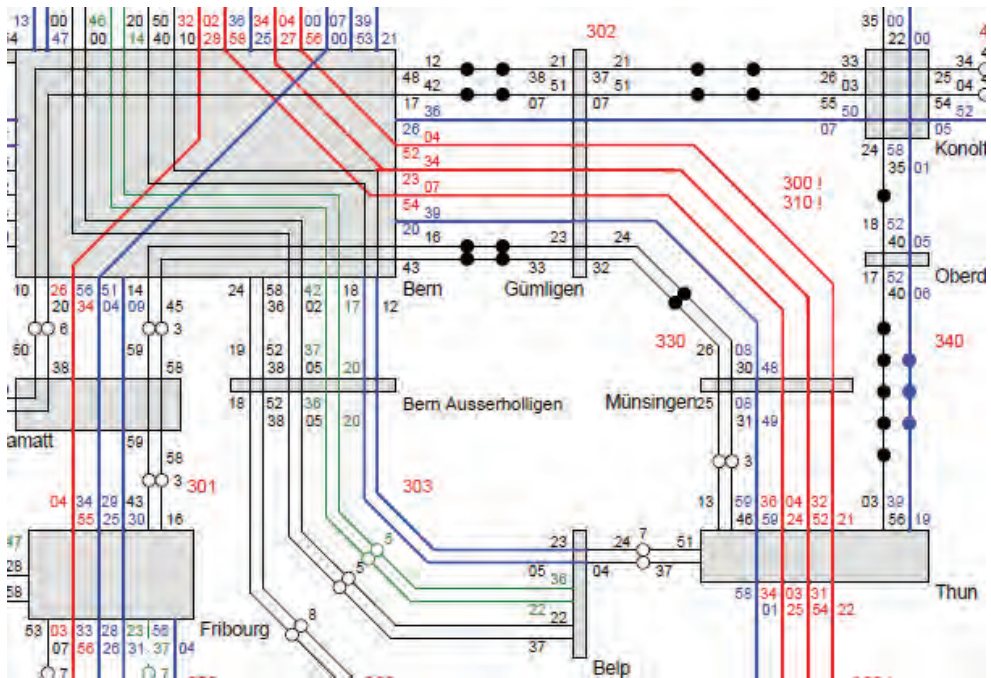 13 00 46 20 50 32 02 36 34 04 00 07 39
54 47 00 14 40 10 28 58 25 27 56 00 53 21
302
35 00
22 00
4
12 21 21 33 34
48 38 37 26 25
42 51 51 03 04
17 07 07 55 54
36 50 52
26 07 05
04 Konolf
52 24 58
34 35 01
23 300 !
07 310 !
54
39 18 52
20 40 05
16 23 24
43 33 32 17 52 Oberd
Bern Gümligen 40 06
10 26 56 51 14 24 58 42 18
20 34 04 09 45 36 02 17 12
6 3
330 340
50 59 19 52 37 26 08
38 58 38 05 20 30 48
18 52 36 Bern Ausserholligen Münsingen 25 08
38 05 20 31 49
amatt 59
58
3 301 303 3
04 34 29 43 13 59 36 04 32 03 39
55 25 30 16 46 59 24 52 21 56 19
47 5 23 24 7 51
28 5 05 04 37
58 36 58 34 03 31 Thun
22 01 25 54 22
8 22
53 03 33 28 23 56 Fribourg 37
07 56 26 31 37 04
7 7 Belp